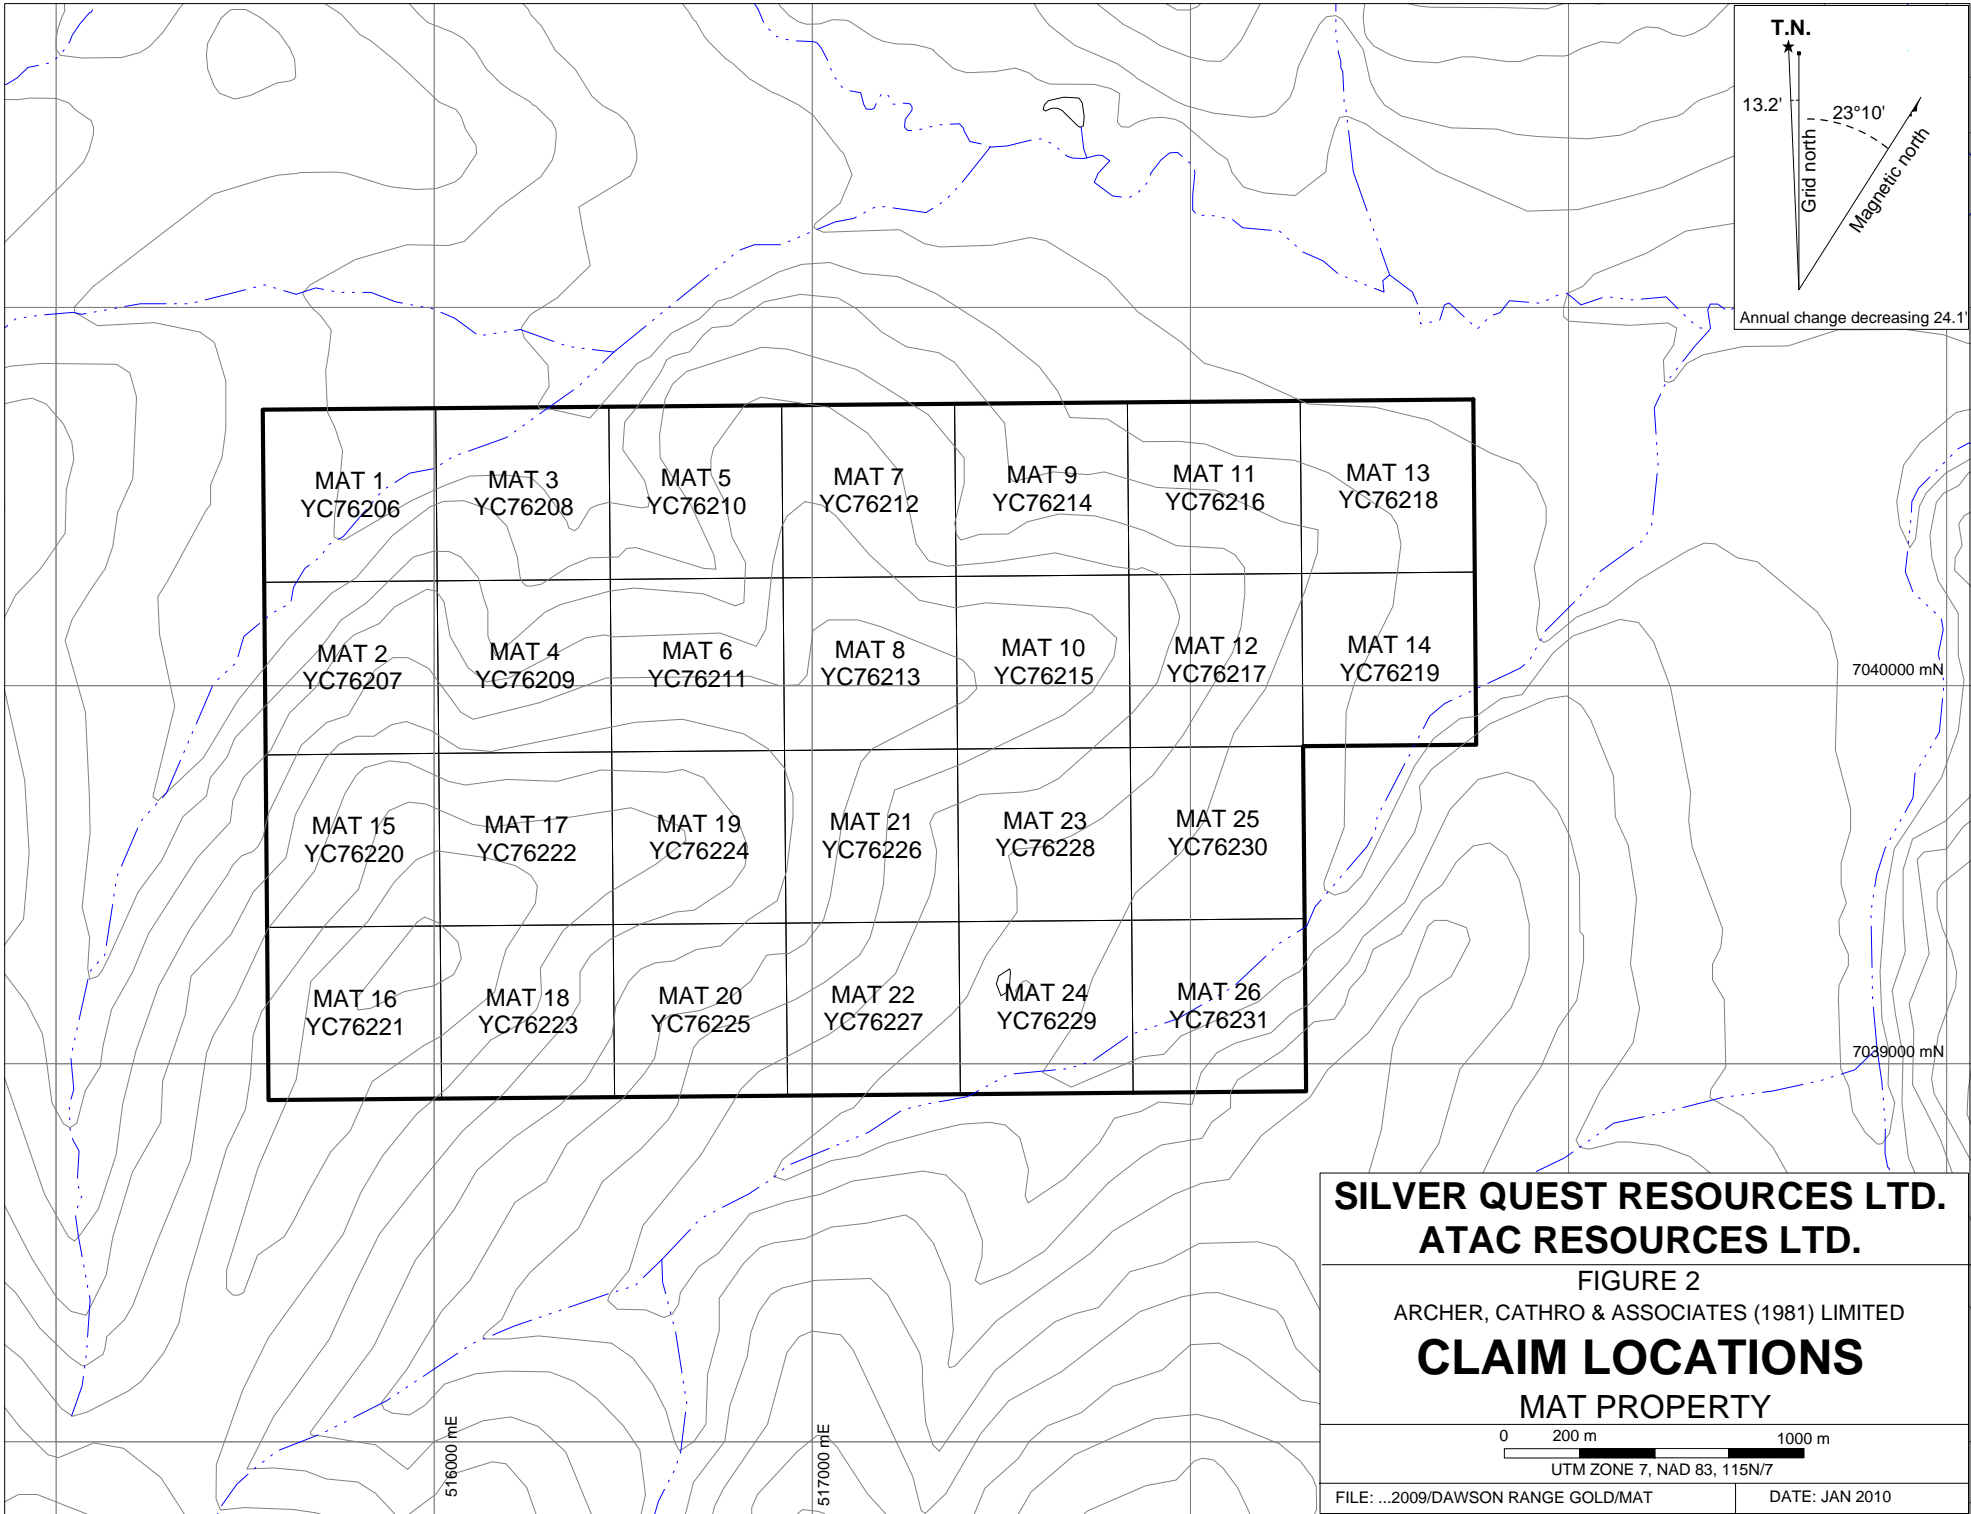 T.N.
13.2'
23°10'
Grid north
Magnetic north
Annual change decreasing 24.1'
MAT 1
YC76206
MAT 3
YC76208
MAT 5
YC76210
MAT 7
YC76212
MAT 9
YC76214
MAT 11
YC76216
MAT 13
YC76218
MAT 2
YC76207
MAT 4
YC76209
MAT 6
YC76211
MAT 8
YC76213
MAT 10
YC76215
MAT 12
YC76217
MAT 14
YC76219
7040000 mN
MAT 15
YC76220
MAT 17
YC76222
MAT 19
YC76224
MAT 21
YC76226
MAT 23
YC76228
MAT 25
YC76230
MAT 16
YC76221
MAT 18
YC76223
MAT 20
YC76225
MAT 22
YC76227
MAT 24
YC76229
MAT 26
YC76231
7039000 mN
516000 mE
517000 mE
SILVER QUEST RESOURCES LTD.
ATAC RESOURCES LTD.
FIGURE 2
ARCHER, CATHRO & ASSOCIATES (1981) LIMITED
CLAIM LOCATIONS
MAT PROPERTY
0 200 m 1000 m
UTM ZONE 7, NAD 83, 115N/7
FILE: ...2009/DAWSON RANGE GOLD/MAT
DATE: JAN 2010